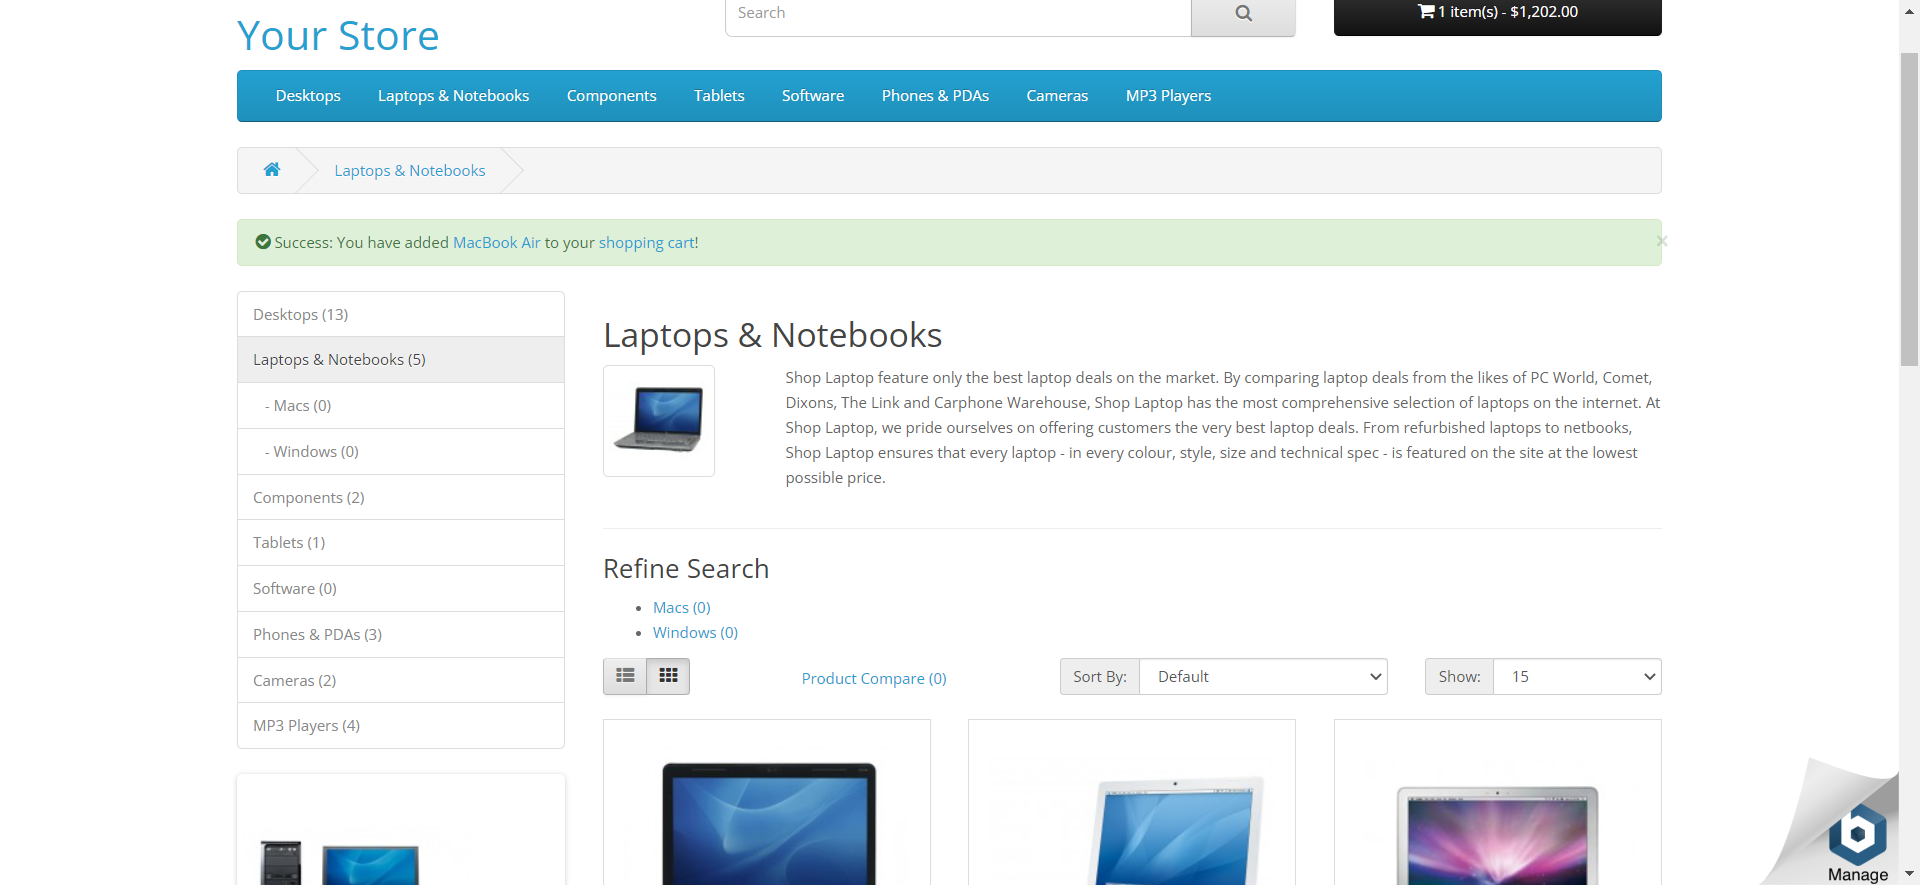 Your Store
Search
1 item(s) - $1,202.00
Desktops
Laptops & Notebooks
Components
Tablets
Software
Phones & PDAs
Cameras
MP3 Players
Laptops & Notebooks
Success: You have added MacBook Air to your shopping cart!
×
Desktops (13)
Laptops & Notebooks (5)
- Macs (0)
- Windows (0)
Components (2)
Tablets (1)
Software (0)
Phones & PDAs (3)
Cameras (2)
MP3 Players (4)
Laptops & Notebooks
Shop Laptop feature only the best laptop deals on the market. By comparing laptop deals from the likes of PC World, Comet,
Dixons, The Link and Carphone Warehouse, Shop Laptop has the most comprehensive selection of laptops on the internet. At
Shop Laptop, we pride ourselves on offering customers the very best laptop deals. From refurbished laptops to netbooks,
Shop Laptop ensures that every laptop - in every colour, style, size and technical spec - is featured on the site at the lowest
possible price.
Refine Search
Macs (0)
Windows (0)
Product Compare (0)
Sort By:
Default
Show:
15
Manage